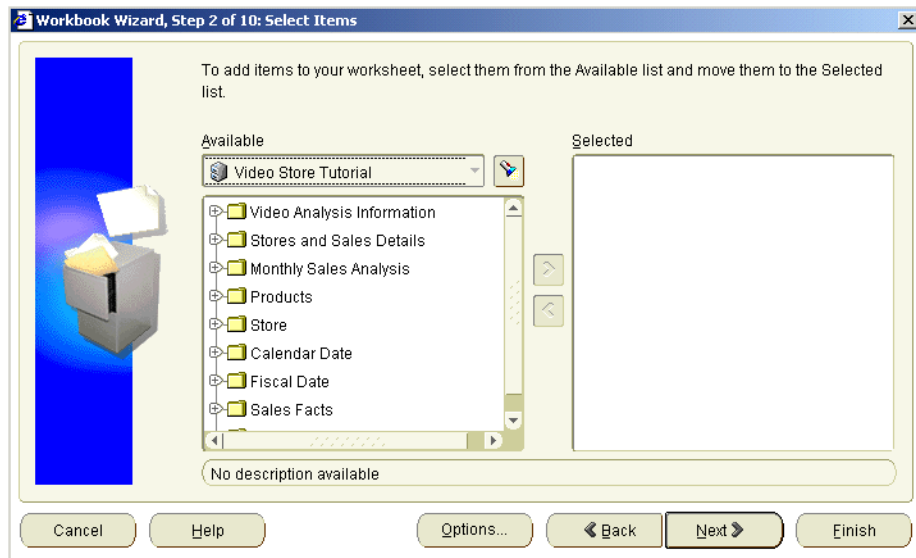 Workbook Wizard, Step 2 of 10: Select Items
To add items to your worksheet, select them from the Available list and move them to the Selected
list.
Available
Selected
Video Store Tutorial
Video Analysis Information
Stores and Sales Details
Monthly Sales Analysis
Products
Store
Calendar Date
Fiscal Date
Sales Facts
No description available
Cancel
Help
Options...
Back
Next
Finish